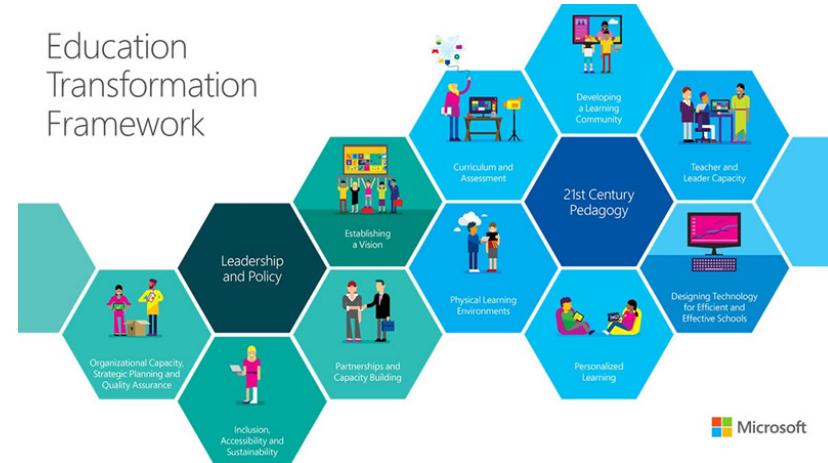 Education
Transformation
Framework
Developing
a Learning
Community
Curriculum and
Assessment
Teacher and
Leader Capacity
21st Century
Pedagogy
Establishing
a Vision
Leadership
and Policy
Physical Learning
Environments
Designing Technology
for Efficient and
Effective Schools
Organizational Capacity,
Strategic Planning and
Quality Assurance
Partnerships and
Capacity Building
Personalized
Learning
Inclusion,
Accessibility and
Sustainability
Microsoft